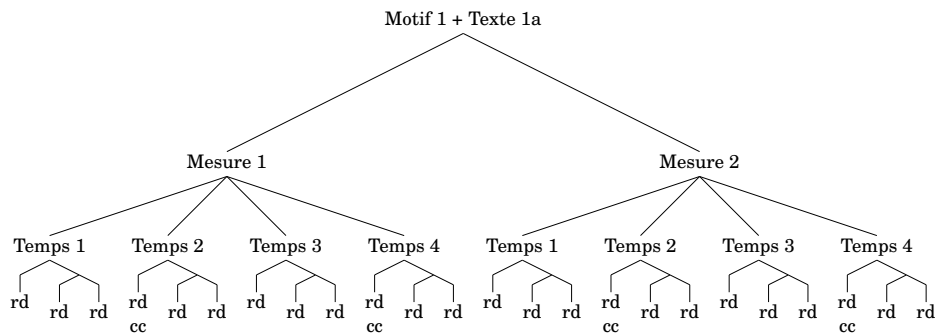 Motif 1 + Texte 1a
Mesure 1 Mesure 2
Temps 1 Temps 2 Temps 3 Temps 4 Temps 1 Temps 2 Temps 3 Temps 4
rd rd rd rd rd rd rd rd
rd rd rd rd rd rd rd rd rd rd rd rd rd rd rd rd
cc cc cc cc